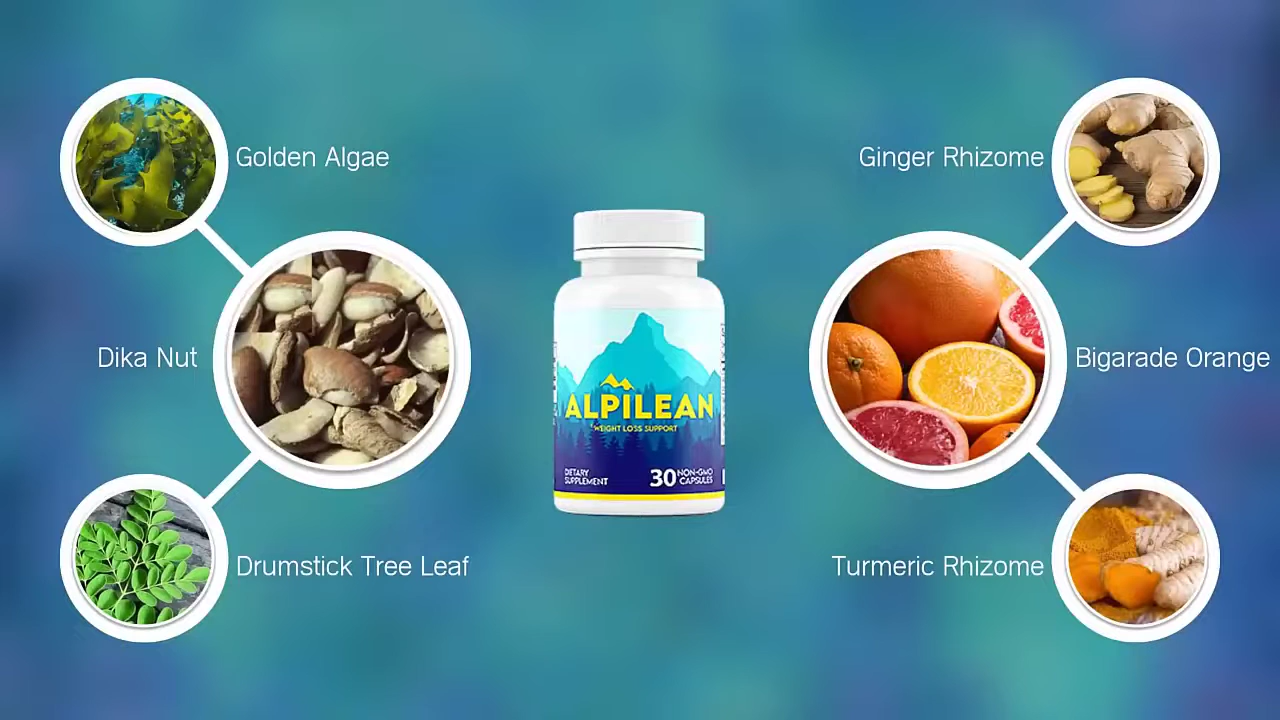 Golden Algae
Ginger Rhizome
Dika Nut
Bigarade Orange
ALPILEAN
WEIGHT LOSS SUPPORT
DIETARY
SUPPLEMENT
30 NON-GMO
CAPSULES
Drumstick Tree Leaf
Turmeric Rhizome